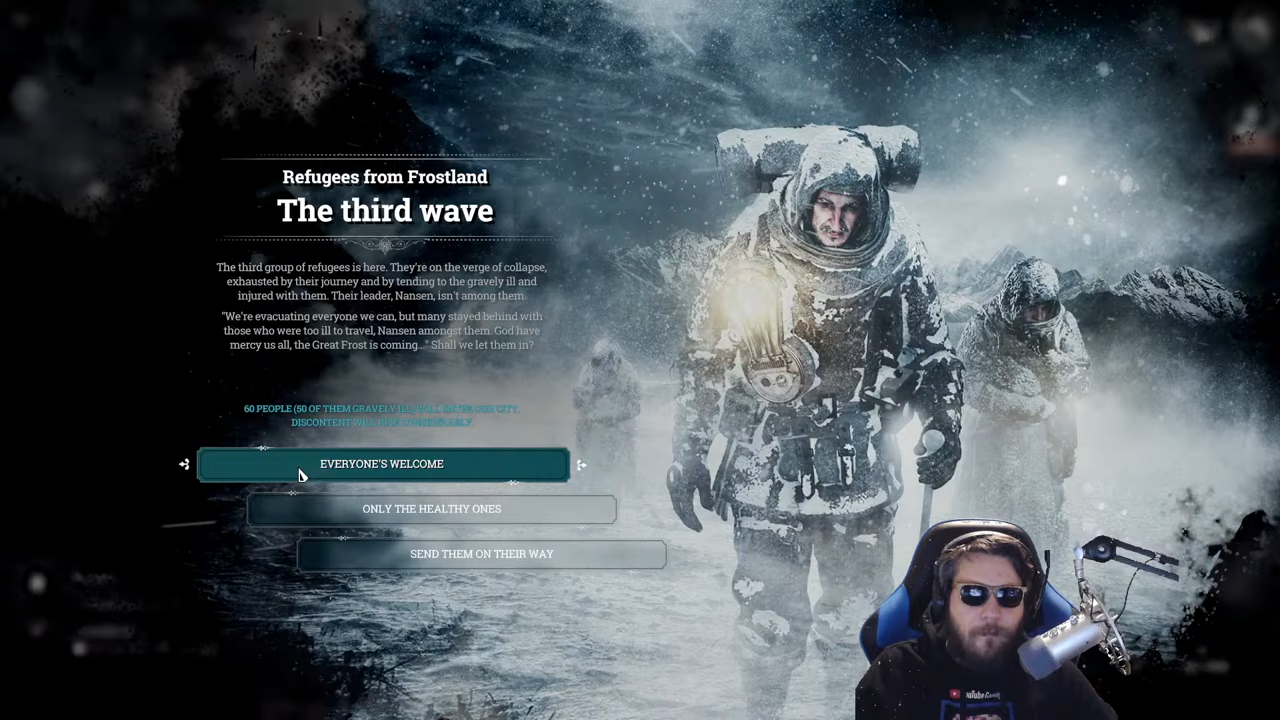 Refugees from Frostland
The third wave
The third group of refugees is here. They're on the verge of collapse,
exhausted by their journey and by tending to the gravely ill and
injured with them. Their leader, Nansen, isn't among them.
"We're evacuating everyone we can, but many stayed behind with
those who were too ill to travel, Nansen amongst them. God have
mercy us all, the Great Frost is coming..." Shall we let them in?
60 PEOPLE (50 OF THEM GRAVELY ILL) WILL ENTER OUR CITY.
DISCONTENT WILL RISE CONSIDERABLY.
EVERYONE'S WELCOME
ONLY THE HEALTHY ONES
SEND THEM ON THEIR WAY
YouTube